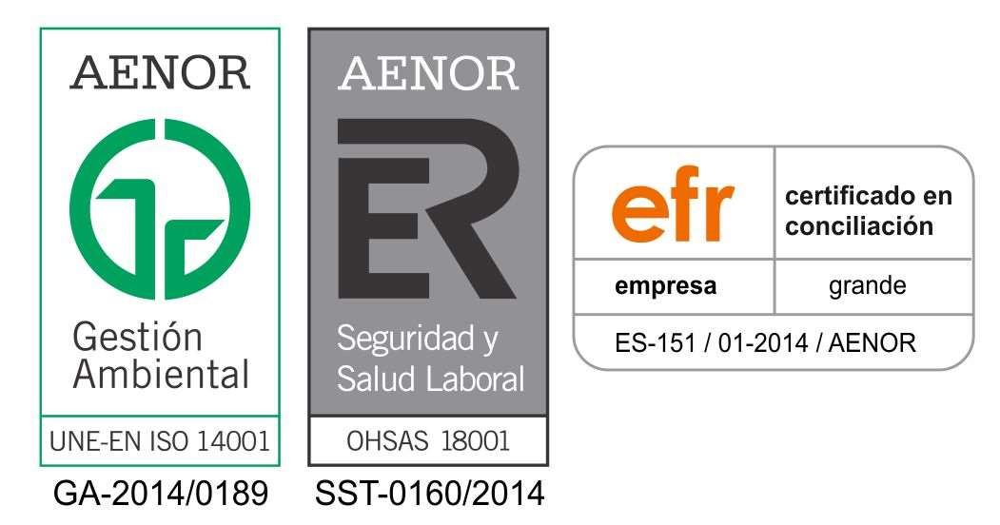 AENOR
Gestión
Ambiental
UNE-EN ISO 14001
GA-2014/0189
AENOR
ER
Seguridad y
Salud Laboral
OHSAS 18001
SST-0160/2014
efr
certificado en
conciliación
empresa
grande
ES-151 / 01-2014 / AENOR